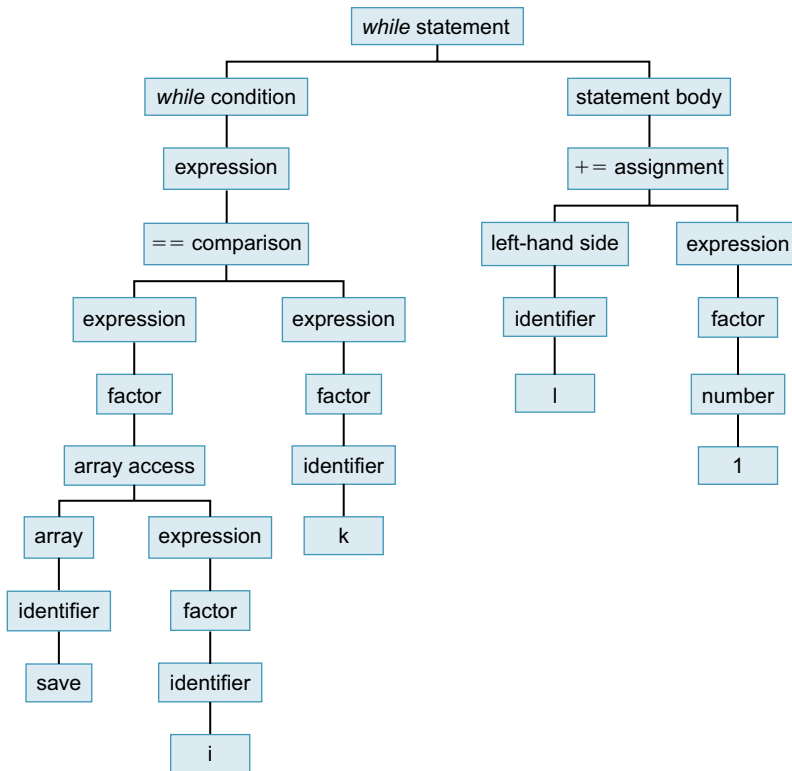 while statement
while condition
statement body
expression
+= assignment
== comparison
left-hand side
expression
expression
expression
identifier
factor
factor
factor
l
number
array access
identifier
1
array
expression
k
identifier
factor
save
identifier
i